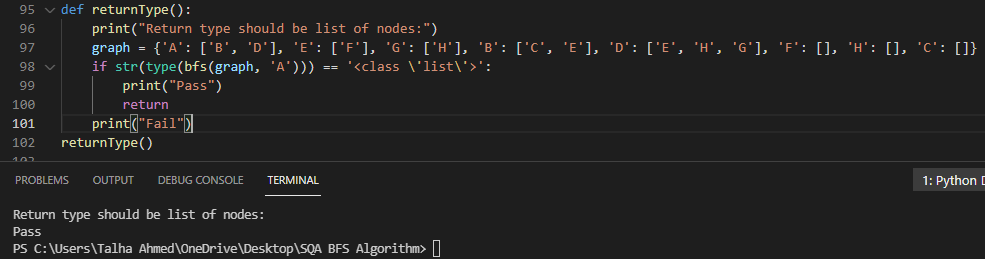 95 def returnType():
96     print("Return type should be list of nodes:")
97     graph = {'A': ['B', 'D'], 'E': ['F'], 'G': ['H'], 'B': ['C', 'E'], 'D': ['E', 'H', 'G'], 'F': [], 'H': [], 'C': []}
98     if str(type(bfs(graph, 'A'))) == '<class \'list\'>':
99         print("Pass")
100         return
101     print("Fail")
102 returnType()
103
PROBLEMS OUTPUT DEBUG CONSOLE TERMINAL 1: Python
Return type should be list of nodes:
Pass
PS C:\Users\Talha Ahmed\OneDrive\Desktop\SQA BFS Algorithm>